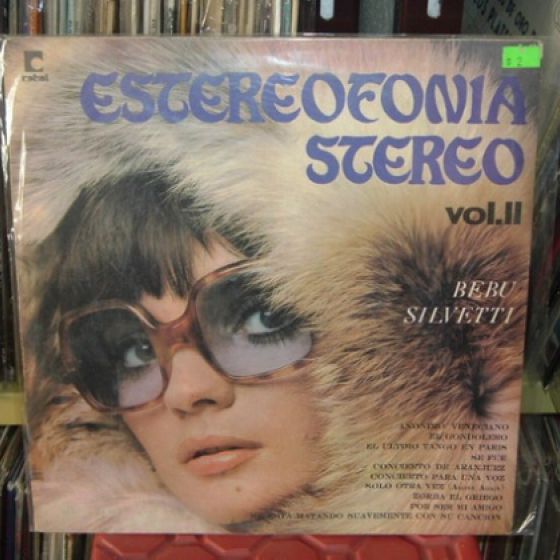 rebel
$ 2
ESTEREOFONIA
STEREO
vol.II
BEBU
SILVETTI
ANONIMO VENECIANO
EL GONDOLERO
EL ULTIMO TANGO EN PARIS
SE FUE
CONCIERTO DE ARANJUEZ
CONCIERTO PARA UNA VOZ
SOLO OTRA VEZ
ZORBA EL GRIEGO
POR SER MI AMIGO
MATANDO SUAVEMENTE CON SU CANCION